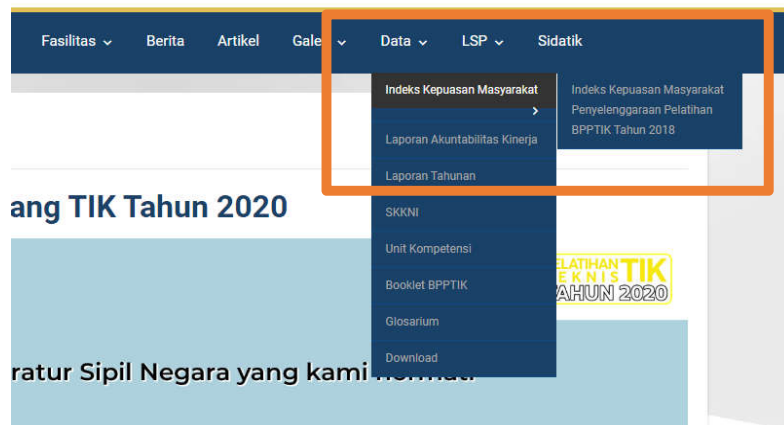 Fasilitas Berita Artikel Data LSP Sidatik
Indeks Kepuasan Masyarakat
Indeks Kepuasan Masyarakat
Penyelenggaraan Pelatihan
BPPTIK Tahun 2018
Laporan Akuntabilitas Kinerja
Laporan Tahunan
SKKNI
Unit Kompetensi
Booklet BPPTIK
Glosarium
Download
ang TIK Tahun 2020
TIK
TAHUN 2020
ratur Sipil Negara yang kami